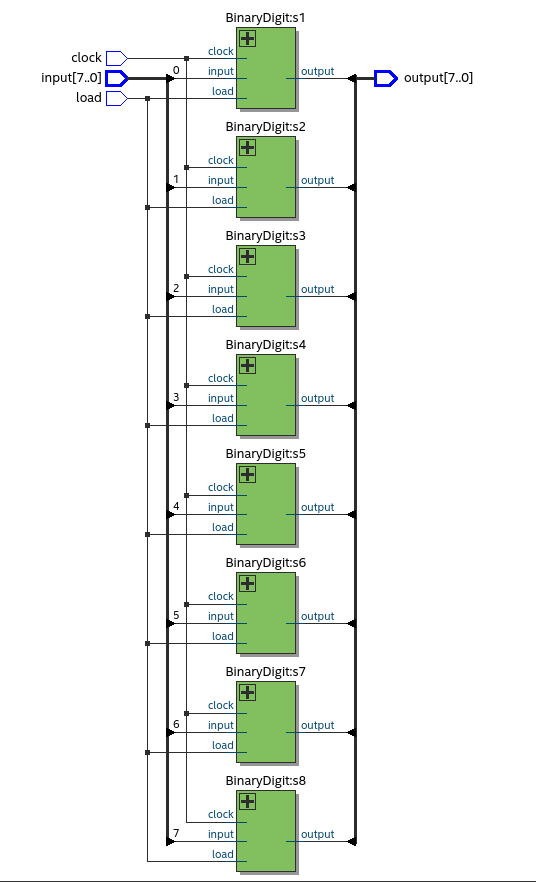 BinaryDigit:s1
clock
clock
input[7..0]
0
input
output
output[7..0]
load
load
BinaryDigit:s2
clock
1
input
output
load
BinaryDigit:s3
clock
2
input
output
load
BinaryDigit:s4
clock
3
input
output
load
BinaryDigit:s5
clock
4
input
output
load
BinaryDigit:s6
clock
5
input
output
load
BinaryDigit:s7
clock
6
input
output
load
BinaryDigit:s8
clock
7
input
output
load